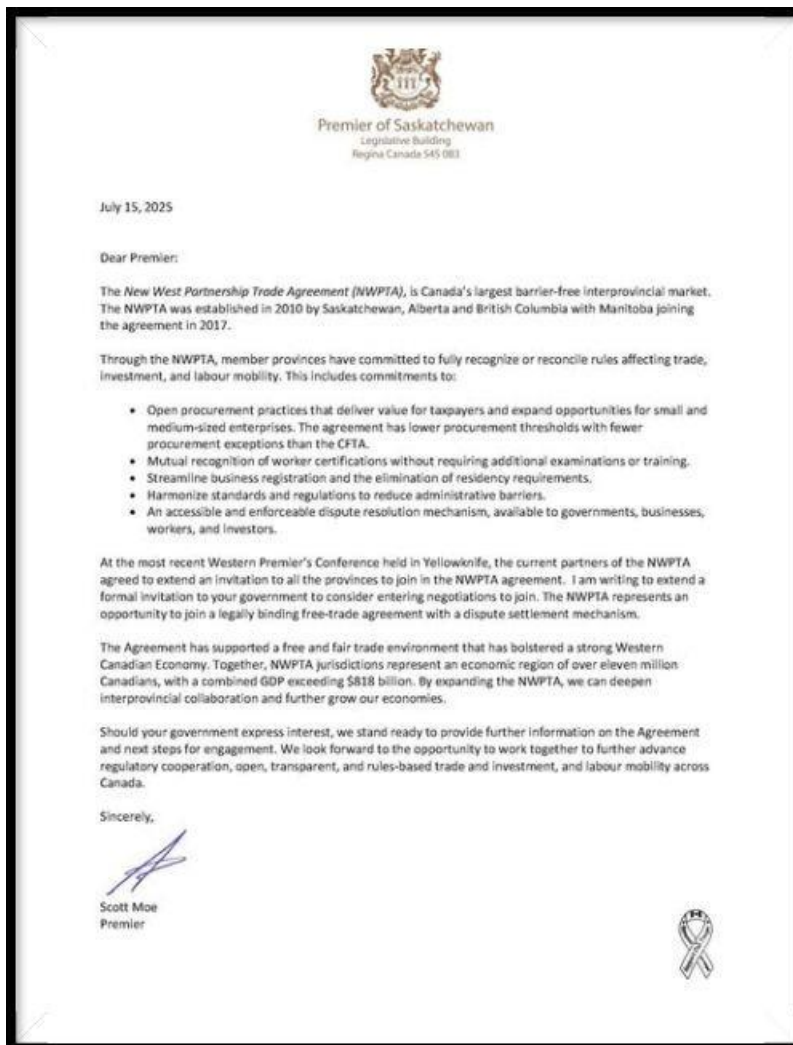 Premier of Saskatchewan
Legislative Building
Regina Canada S4S 0B3
July 15, 2025
Dear Premier:
The New West Partnership Trade Agreement (NWPTA), is Canada's largest barrier-free interprovincial market.
The NWPTA was established in 2010 by Saskatchewan, Alberta and British Columbia with Manitoba joining
the agreement in 2017.
Through the NWPTA, member provinces have committed to fully recognize or reconcile rules affecting trade,
investment, and labour mobility. This includes commitments to:
• Open procurement practices that deliver value for taxpayers and expand opportunities for small and
medium-sized enterprises. The agreement has lower procurement thresholds with fewer
procurement exceptions than the CFTA.
• Mutual recognition of worker certifications without requiring additional examinations or training.
• Streamline business registration and the elimination of residency requirements.
• Harmonize standards and regulations to reduce administrative barriers.
• An accessible and enforceable dispute resolution mechanism, available to governments, businesses,
workers, and investors.
At the most recent Western Premier's Conference held in Yellowknife, the current partners of the NWPTA
agreed to extend an invitation to all the provinces to join in the NWPTA agreement. I am writing to extend a
formal invitation to your government to consider entering negotiations to join. The NWPTA represents an
opportunity to join a legally binding free-trade agreement with a dispute settlement mechanism.
The Agreement has supported a free and fair trade environment that has bolstered a strong Western
Canadian Economy. Together, NWPTA jurisdictions represent an economic region of over eleven million
Canadians, with a combined GDP exceeding $818 billion. By expanding the NWPTA, we can deepen
interprovincial collaboration and further grow our economies.
Should your government express interest, we stand ready to provide further information on the Agreement
and next steps for engagement. We look forward to the opportunity to work together to further advance
regulatory cooperation, open, transparent, and rules-based trade and investment, and labour mobility across
Canada.
Sincerely,
Scott Moe
Premier